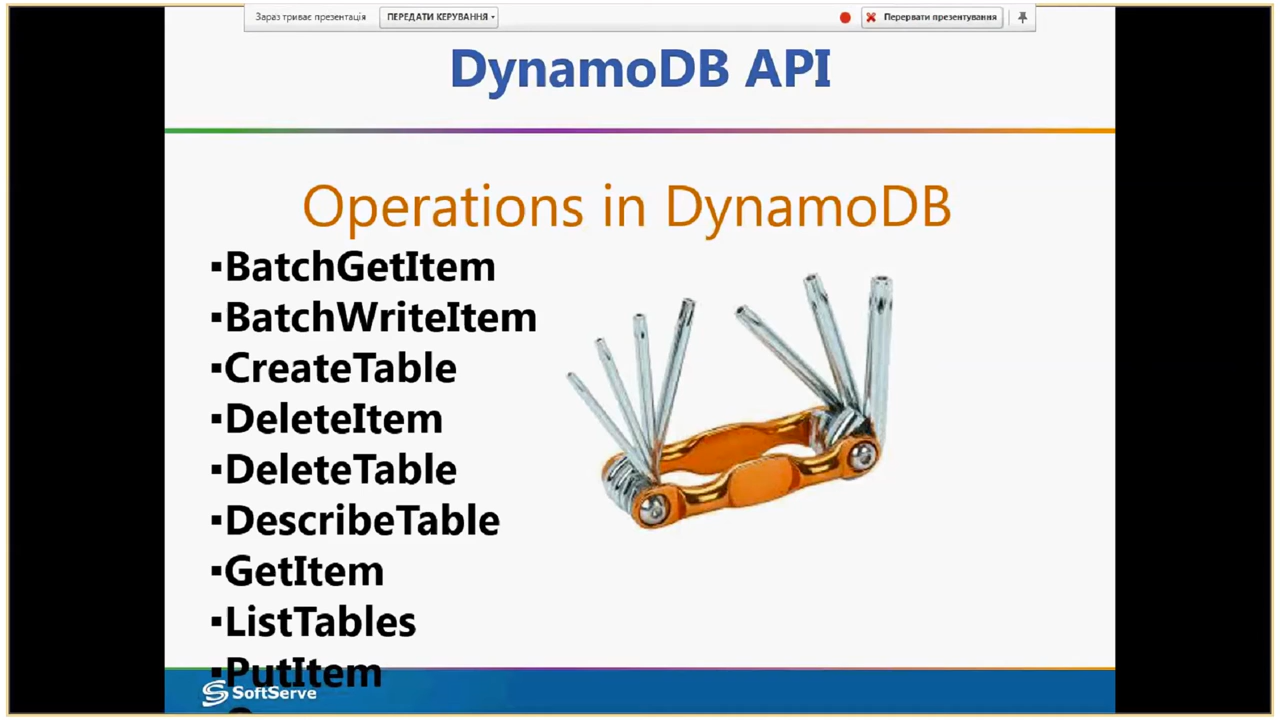 Зараз триває презентація ПЕРЕДАТИ КЕРУВАННЯ Перервати презентування
DynamoDB API
Operations in DynamoDB
▪BatchGetItem
▪BatchWriteItem
▪CreateTable
▪DeleteItem
▪DeleteTable
▪DescribeTable
▪GetItem
▪ListTables
▪PutItem
SoftServe